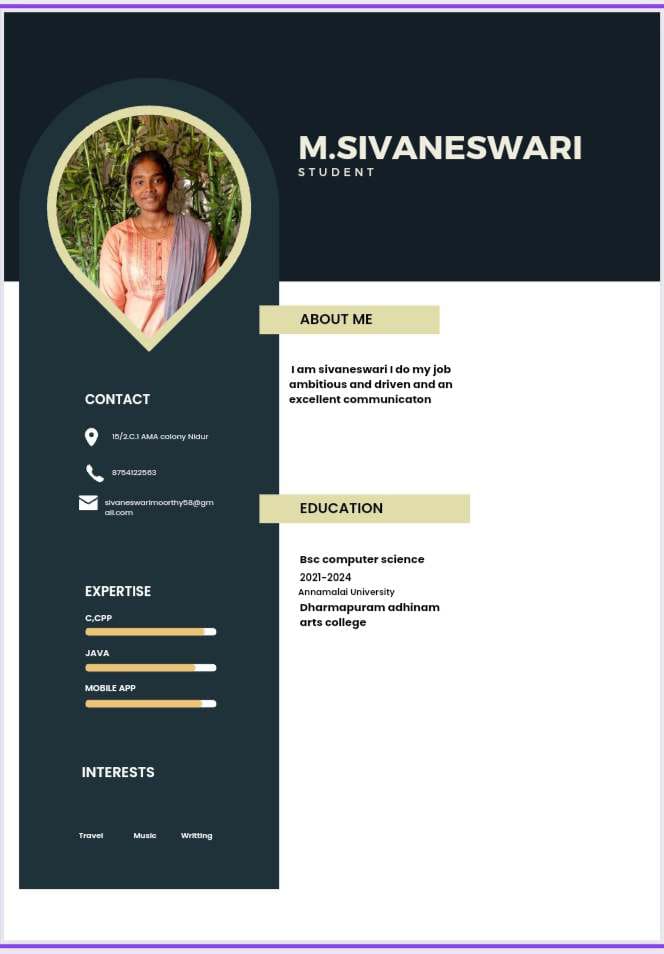 M.SIVANESWARI
STUDENT
ABOUT ME
I am sivaneswari I do my job
ambitious and driven and an
excellent communicaton
CONTACT
15/2.C.1 AMA colony Nidur
8754122563
sivaneswarimoorthy58@gm
ail.com
EDUCATION
Bsc computer science
2021-2024
Annamalai University
Dharmapuram adhinam
arts college
EXPERTISE
C,CPP
JAVA
MOBILE APP
INTERESTS
Travel Music Writting